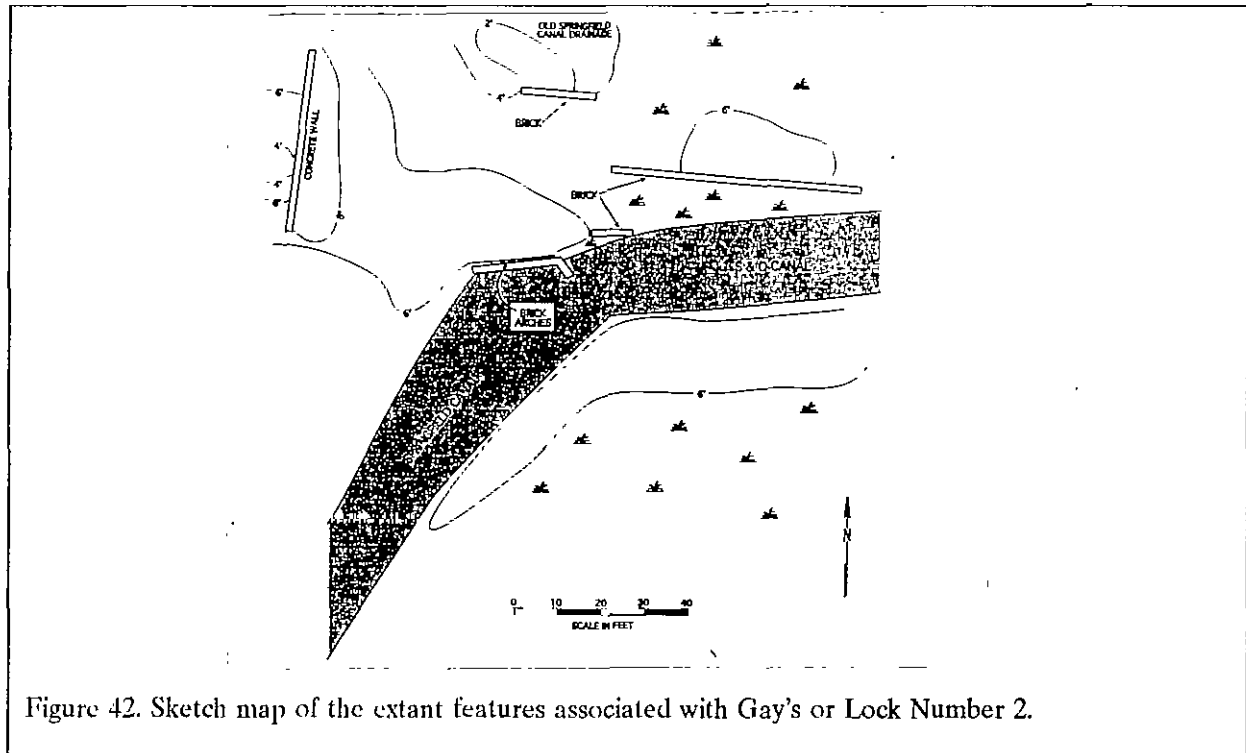 2'
OLD SPRINGFIELD
CANAL DRAINAGE
6'
4'
BRICK
6'
CONCRETE WALL
4'
BRICK
6'
CANAL
BRICK
ARCHES
6'
6'
N
0 10 20 30 40
SCALE IN FEET
Figure 42. Sketch map of the extant features associated with Gay's or Lock Number 2.